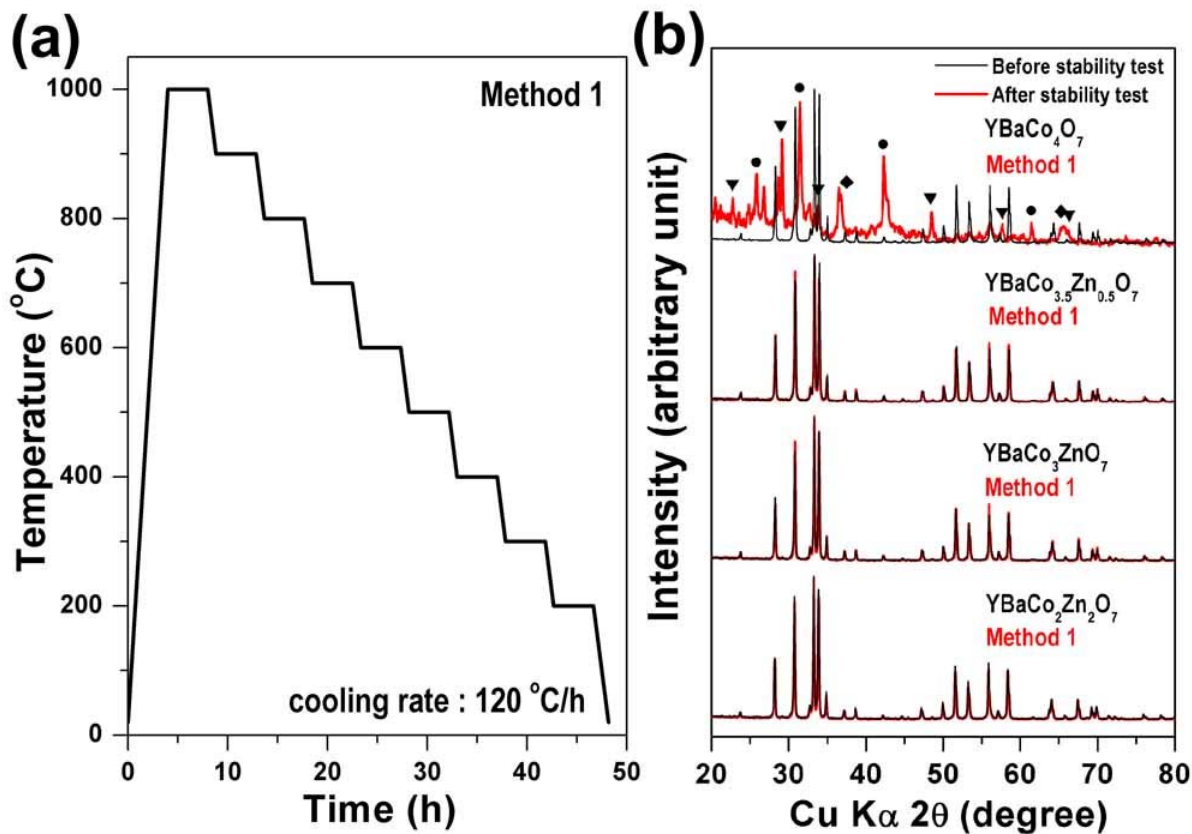 (a)
Method 1
1000
800
600
400
200
0
Temperature (°C)
cooling rate : 120 °C/h
0 10 20 30 40 50
Time (h)
(b)
Before stability test
After stability test
YBaCo₄O₇
Method 1
YBaCo₃.₅Zn₀.₅O₇
Method 1
YBaCo₃ZnO₇
Method 1
YBaCo₂Zn₂O₇
Method 1
Intensity (arbitrary unit)
20 30 40 50 60 70 80
Cu Kα 2θ (degree)